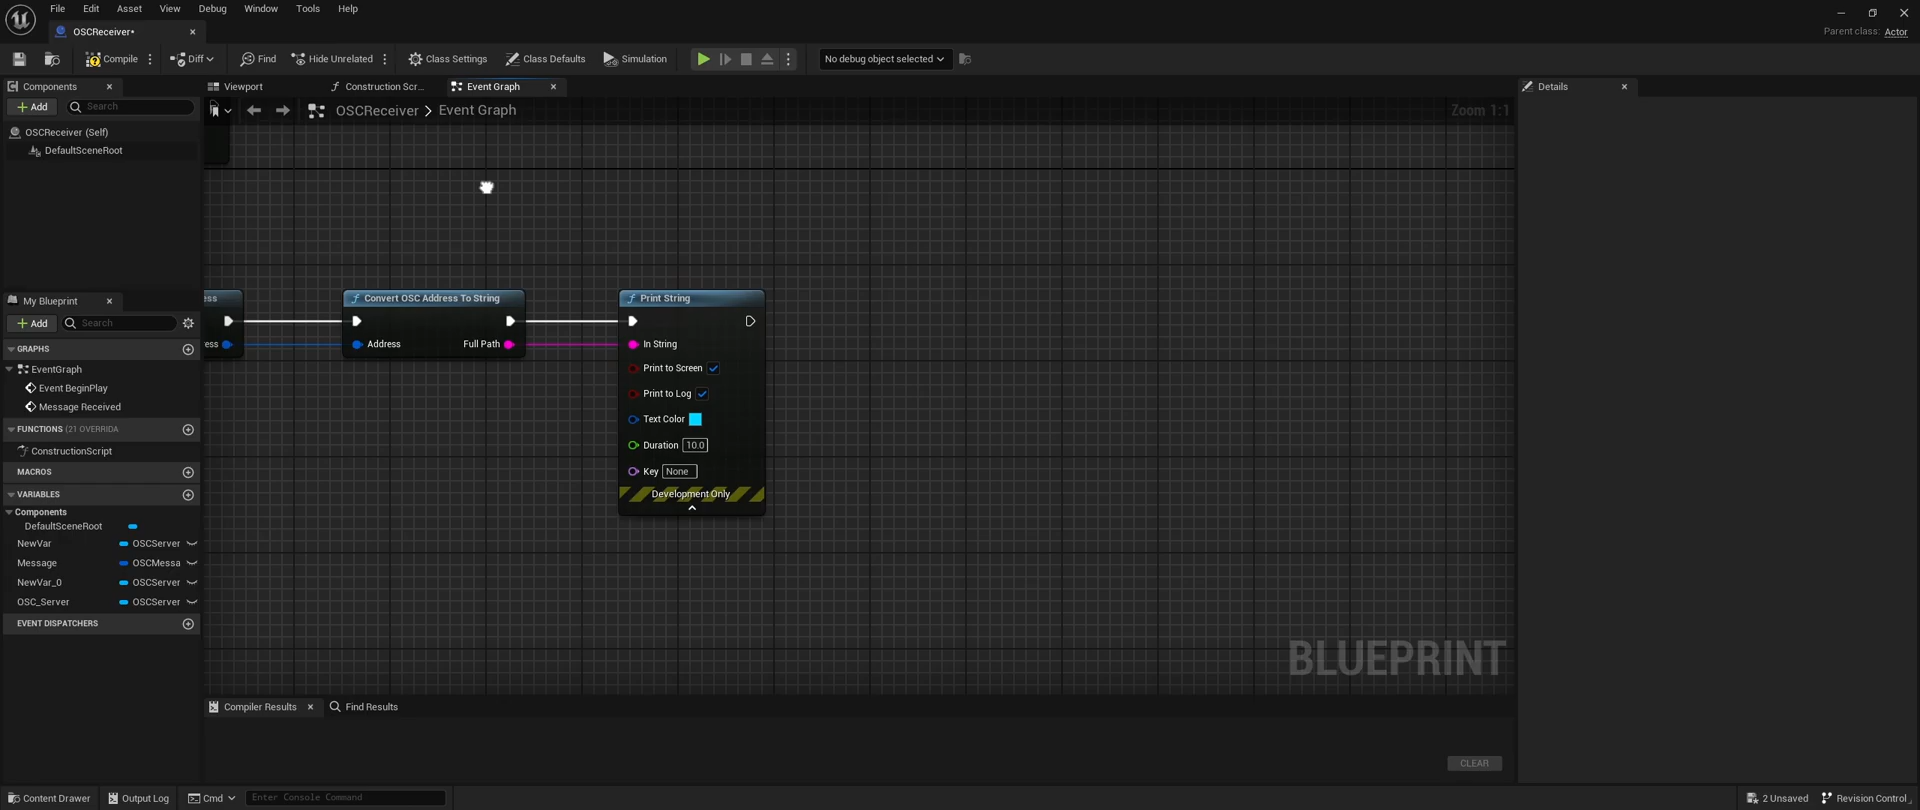 File Edit Asset View Debug Window Tools Help
OSCReceiver•
Parent class: Actor
Compile Diff Find Hide Unrelated Class Settings Class Defaults Simulation No debug object selected
Components
Viewport Construction Scr... Event Graph
Details
Add Search
OSCReceiver > Event Graph
Zoom 1:1
OSCReceiver (Self)
DefaultSceneRoot
ess
Convert OSC Address To String
Print String
ess
Address Full Path
In String
Print to Screen
Print to Log
Text Color
Duration 10.0
Key None
Development Only
My Blueprint
Add Search
GRAPHS
EventGraph
Event BeginPlay
Message Received
FUNCTIONS (21 OVERRIDA
ConstructionScript
MACROS
VARIABLES
Components
DefaultSceneRoot
NewVar OSCServer
Message OSCMessa
NewVar_0 OSCServer
OSC_Server OSCServer
EVENT DISPATCHERS
BLUEPRINT
Compiler Results Find Results
CLEAR
Content Drawer Output Log Cmd Enter Console Command
2 Unsaved Revision Control